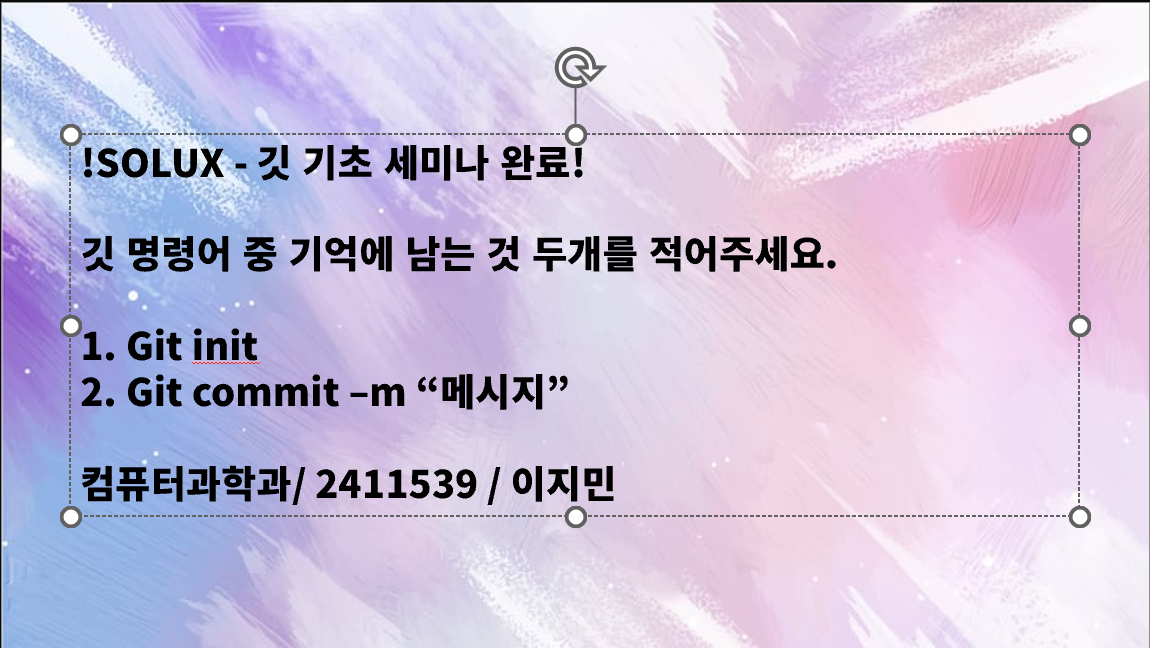 !SOLUX - 깃 기초 세미나 완료!
깃 명령어 중 기억에 남는 것 두개를 적어주세요.
1. Git init
2. Git commit –m “메시지”
컴퓨터과학과/ 2411539 / 이지민